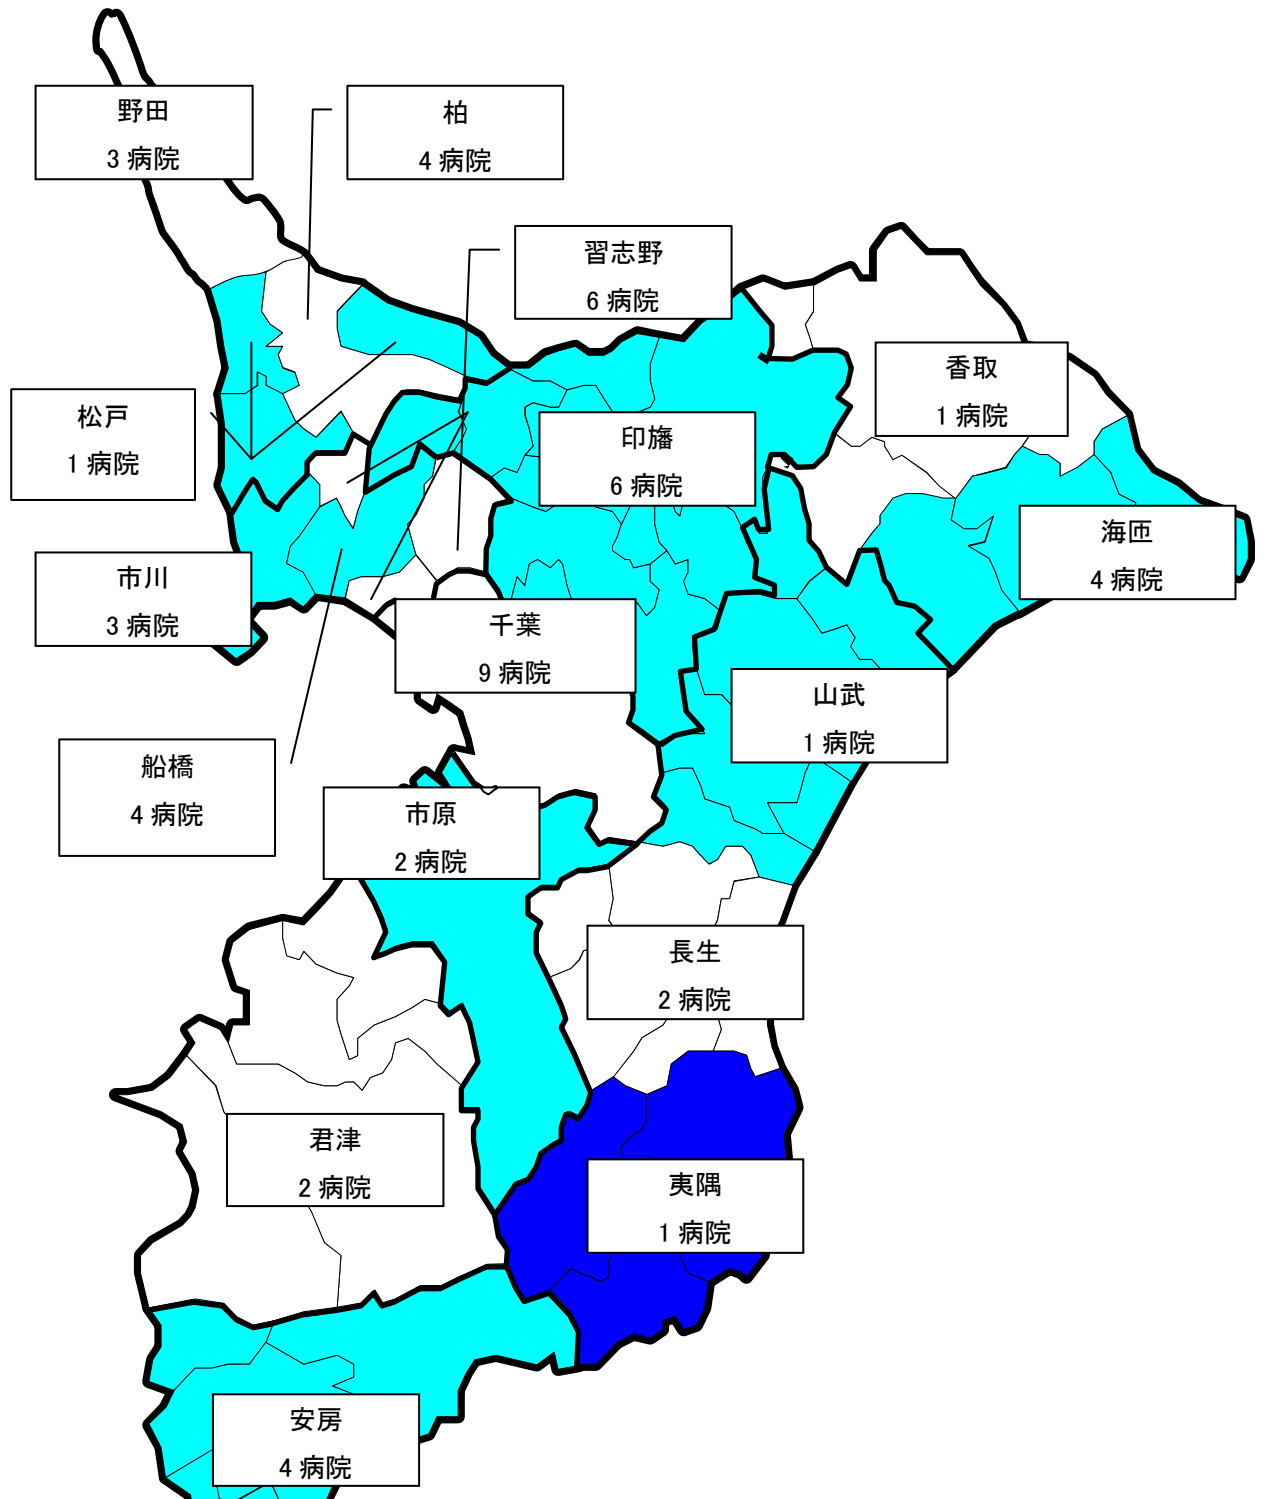 野田
3 病院
柏
4 病院
習志野
6 病院
香取
1 病院
松戸
1 病院
印旛
6 病院
海匝
4 病院
市川
3 病院
千葉
9 病院
山武
1 病院
船橋
4 病院
市原
2 病院
長生
2 病院
君津
2 病院
夷隅
1 病院
安房
4 病院